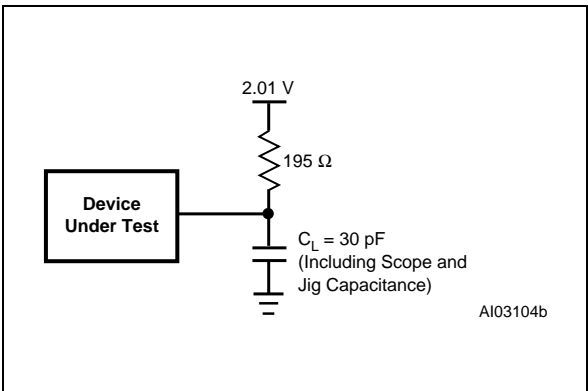 2.01 V
195 Ω
Device
Under Test
C_L = 30 pF
(Including Scope and
Jig Capacitance)
AI03104b